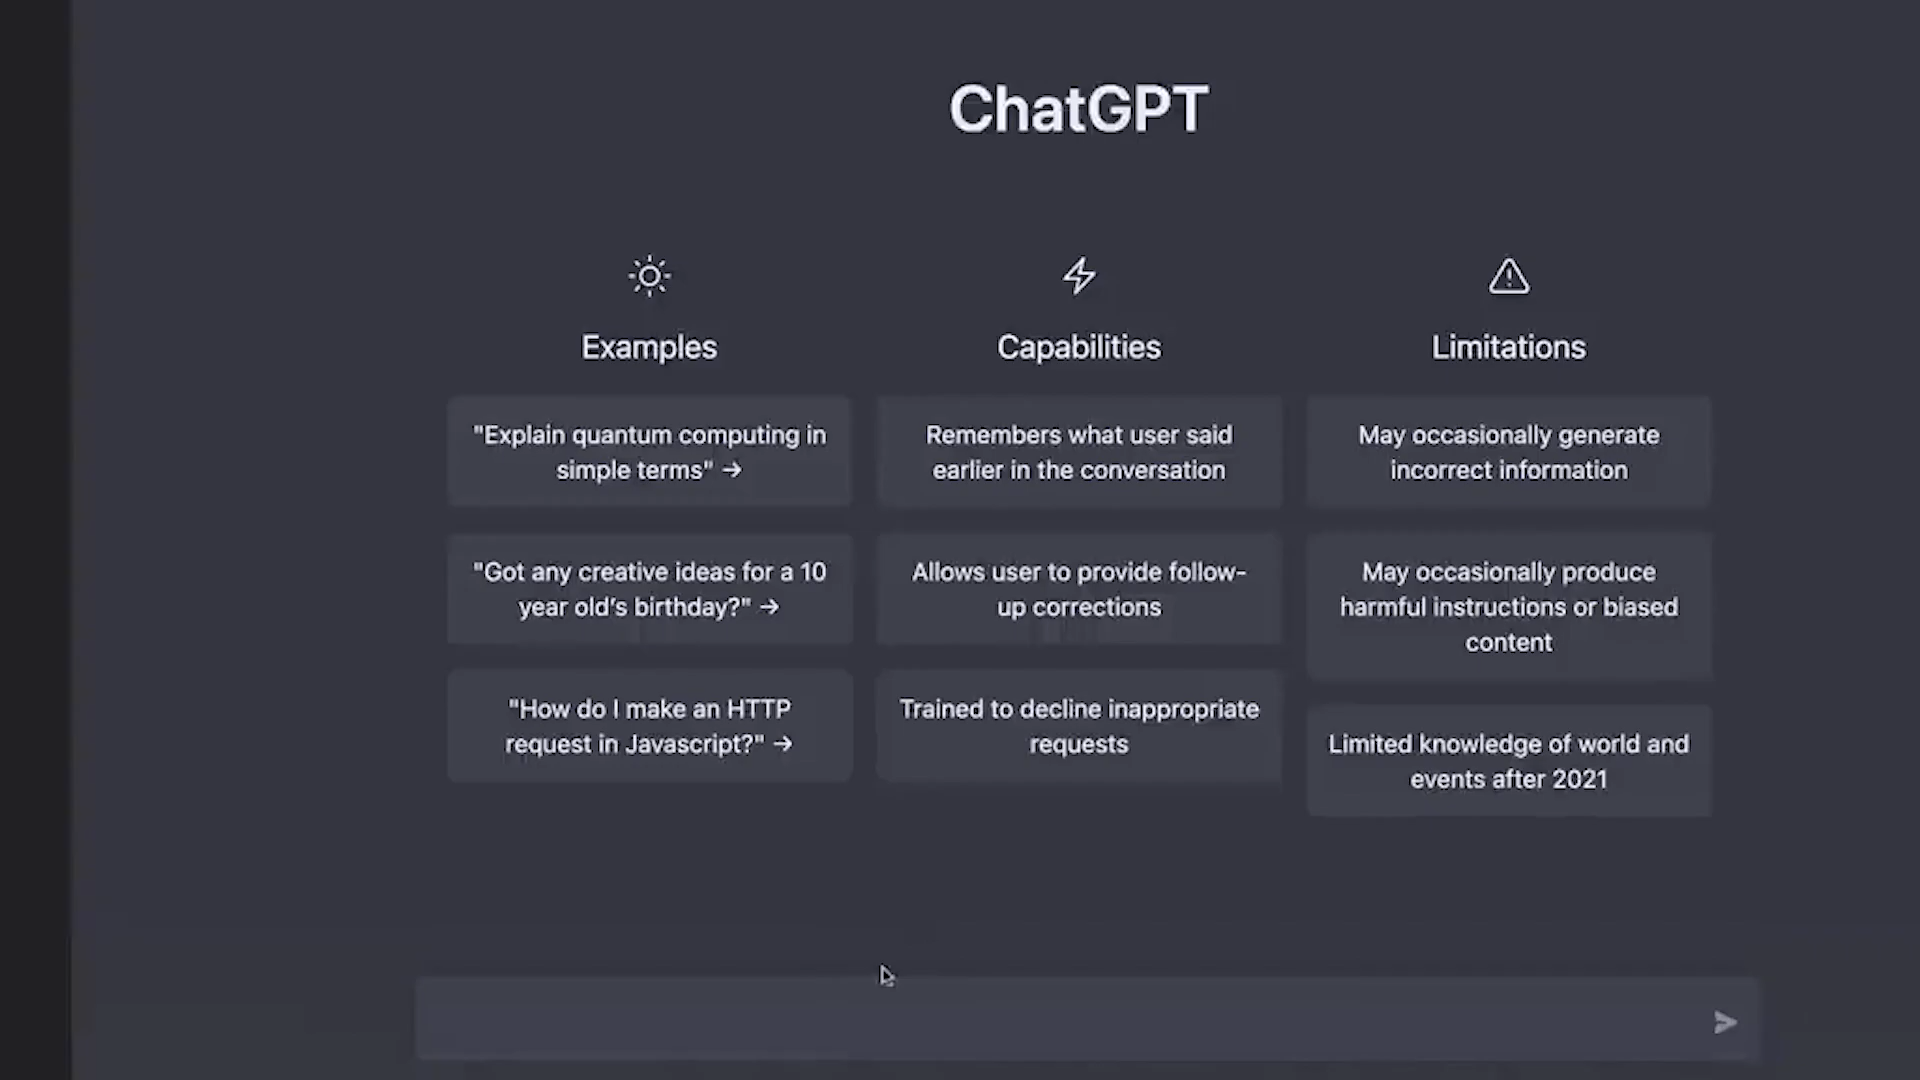 ChatGPT
Examples
"Explain quantum computing in
simple terms" →
"Got any creative ideas for a 10
year old's birthday?" →
"How do I make an HTTP
request in Javascript?" →
Capabilities
Remembers what user said
earlier in the conversation
Allows user to provide follow-
up corrections
Trained to decline inappropriate
requests
Limitations
May occasionally generate
incorrect information
May occasionally produce
harmful instructions or biased
content
Limited knowledge of world and
events after 2021